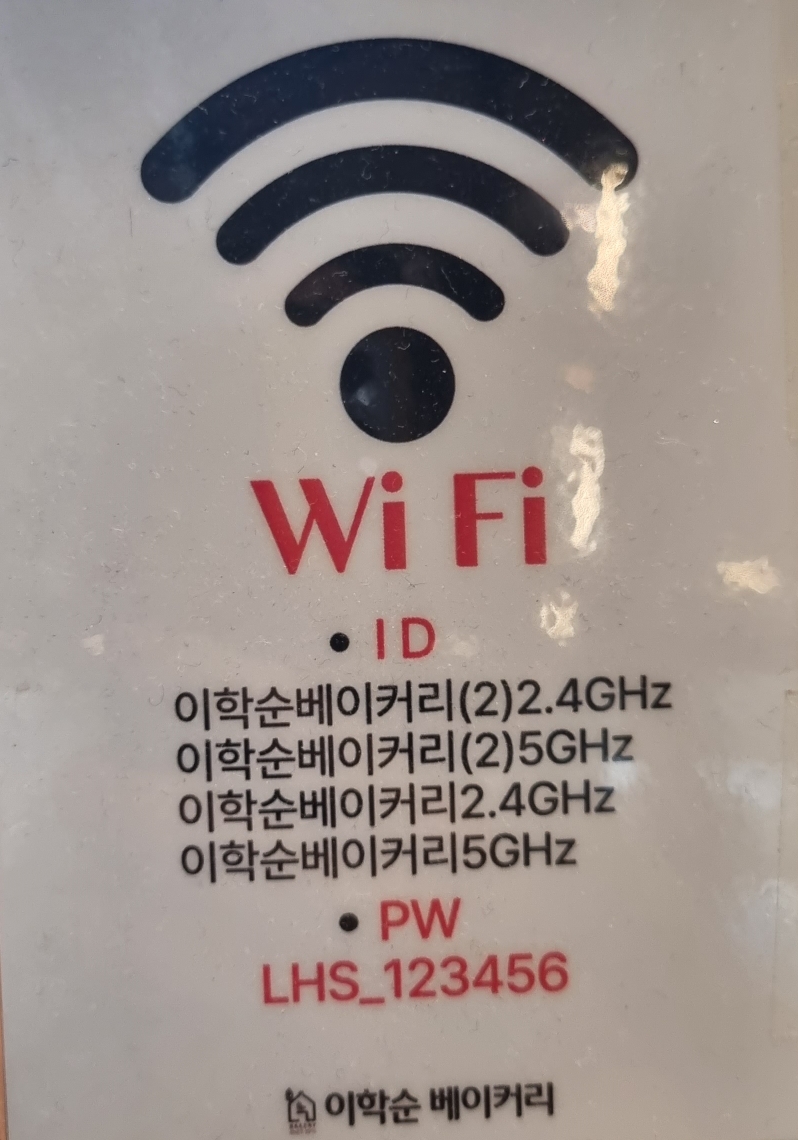 Wi Fi
• ID
이학순베이커리(2)2.4GHz
이학순베이커리(2)5GHz
이학순베이커리2.4GHz
이학순베이커리5GHz
• PW
LHS_123456
이학순 베이커리